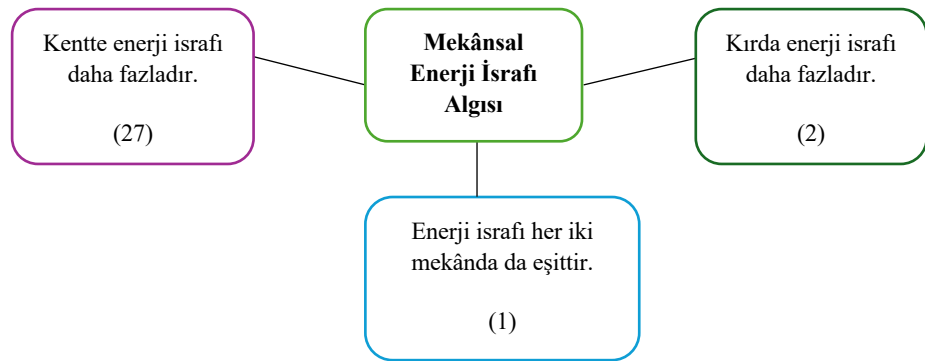 Kentte enerji israfı
daha fazladır.
(27)
Mekânsal
Enerji İsrafı
Algısı
Kırda enerji israfı
daha fazladır.
(2)
Enerji israfı her iki
mekânda da eşittir.
(1)